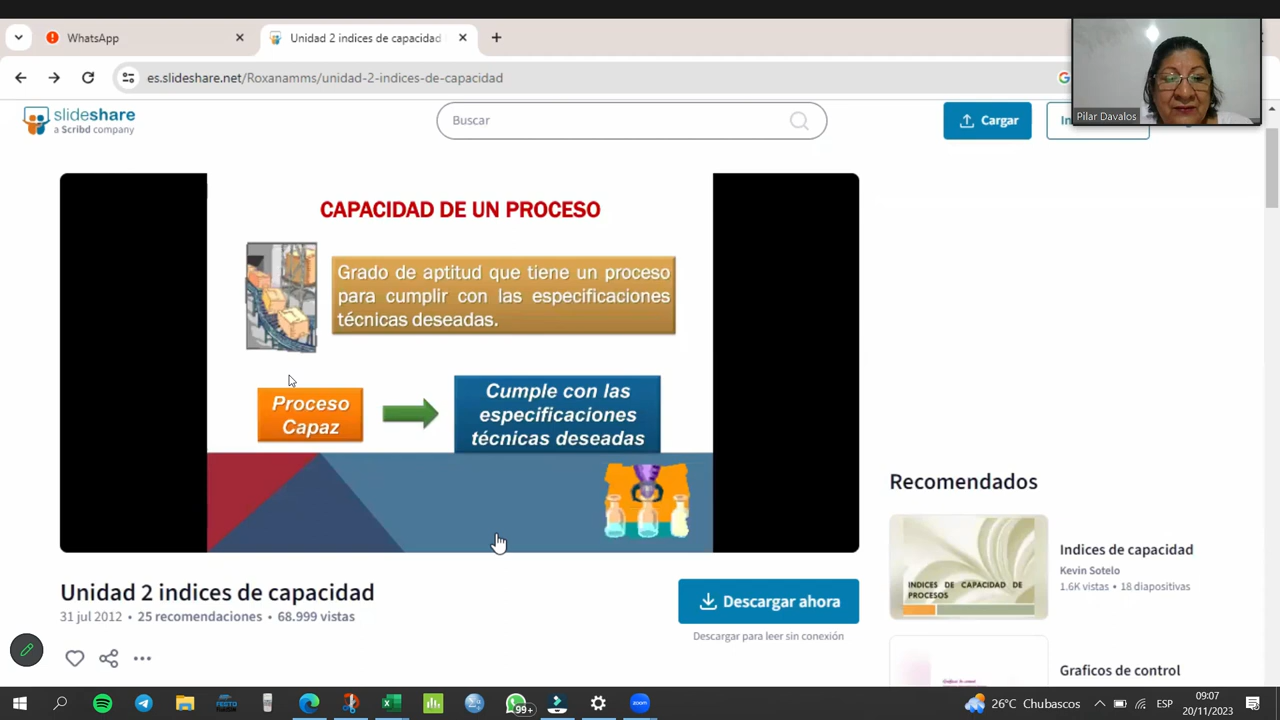 WhatsApp
Unidad 2 indices de capacidad
es.slideshare.net/Roxanamms/unidad-2-indices-de-capacidad
Pilar Davalos
slideshare
a Scribd company
Buscar
Cargar
CAPACIDAD DE UN PROCESO
Grado de aptitud que tiene un proceso
para cumplir con las especificaciones
técnicas deseadas.
Proceso
Capaz
Cumple con las
especificaciones
técnicas deseadas
Unidad 2 indices de capacidad
31 jul 2012 • 25 recomendaciones • 68.999 vistas
Descargar ahora
Descargar para leer sin conexión
Recomendados
INDICES DE CAPACIDAD DE
PROCESOS
Indices de capacidad
Kevin Sotelo
1.6K vistas • 18 diapositivas
Graficos de control
FESTO
99+
zoom
26°C Chubascos
ESP
09:07
20/11/2023